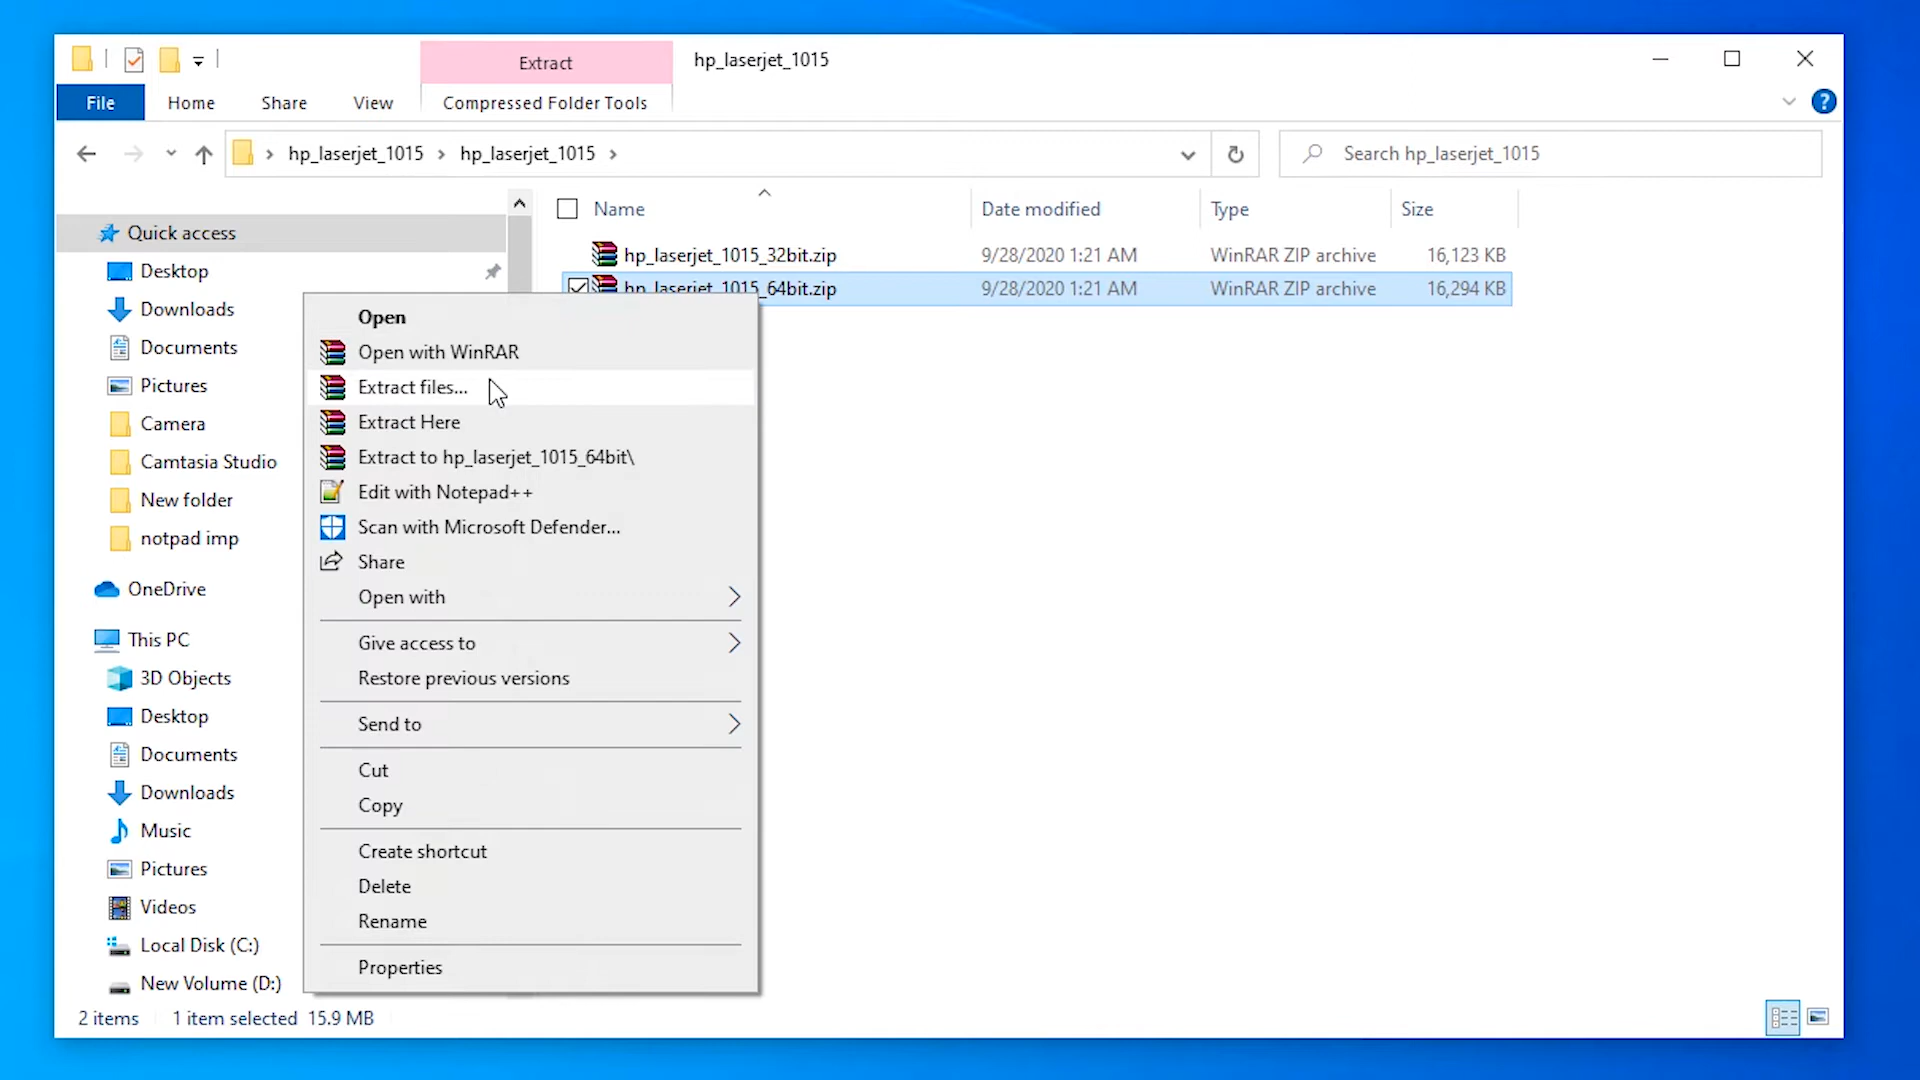 Extract
hp_laserjet_1015
File
Home
Share
View
Compressed Folder Tools
hp_laserjet_1015
hp_laserjet_1015
Search hp_laserjet_1015
Name
Date modified
Type
Size
hp_laserjet_1015_32bit.zip
9/28/2020 1:21 AM
WinRAR ZIP archive
16,123 KB
hp_laserjet_1015_64bit.zip
9/28/2020 1:21 AM
WinRAR ZIP archive
16,294 KB
Quick access
Desktop
Downloads
Documents
Pictures
Camera
Camtasia Studio
New folder
notpad imp
OneDrive
This PC
3D Objects
Desktop
Documents
Downloads
Music
Pictures
Videos
Local Disk (C:)
New Volume (D:)
Open
Open with WinRAR
Extract files...
Extract Here
Extract to hp_laserjet_1015_64bit\
Edit with Notepad++
Scan with Microsoft Defender...
Share
Open with
Give access to
Restore previous versions
Send to
Cut
Copy
Create shortcut
Delete
Rename
Properties
2 items
1 item selected 15.9 MB